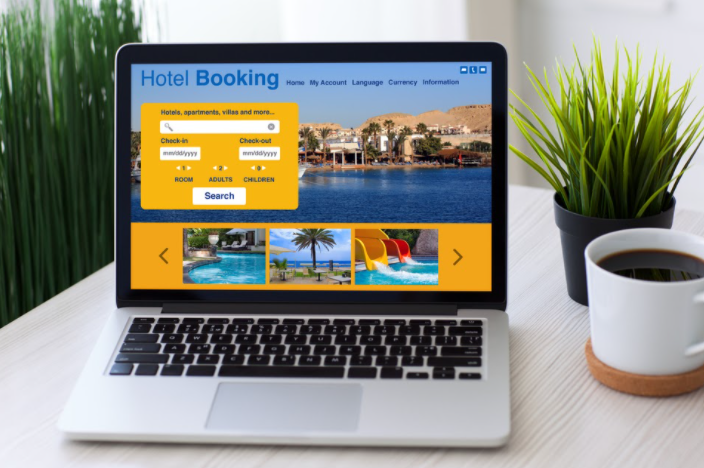 Hotel Booking
Home My Account Language Currency Information
Hotels, apartments, villas and more...
Check-in Check-out
mm/dd/yyyy mm/dd/yyyy
ROOM ADULTS CHILDREN
Search